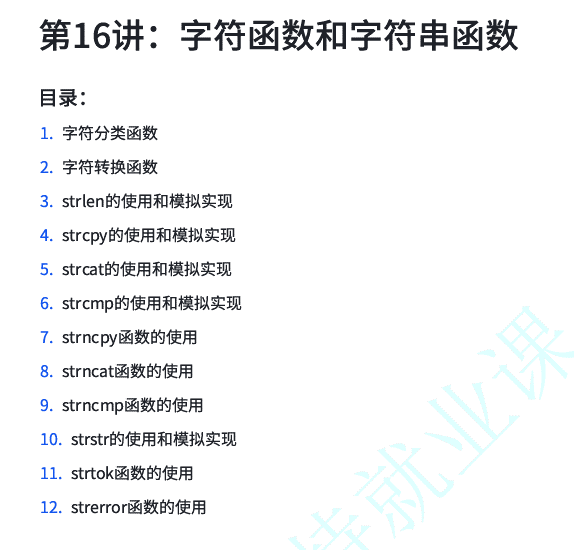 第16讲：字符函数和字符串函数
目录：
1. 字符分类函数
2. 字符转换函数
3. strlen的使用和模拟实现
4. strcpy的使用和模拟实现
5. strcat的使用和模拟实现
6. strcmp的使用和模拟实现
7. strncpy函数的使用
8. strncat函数的使用
9. strncmp函数的使用
10. strstr的使用和模拟实现
11. strtok函数的使用
12. strerror函数的使用
特就业课